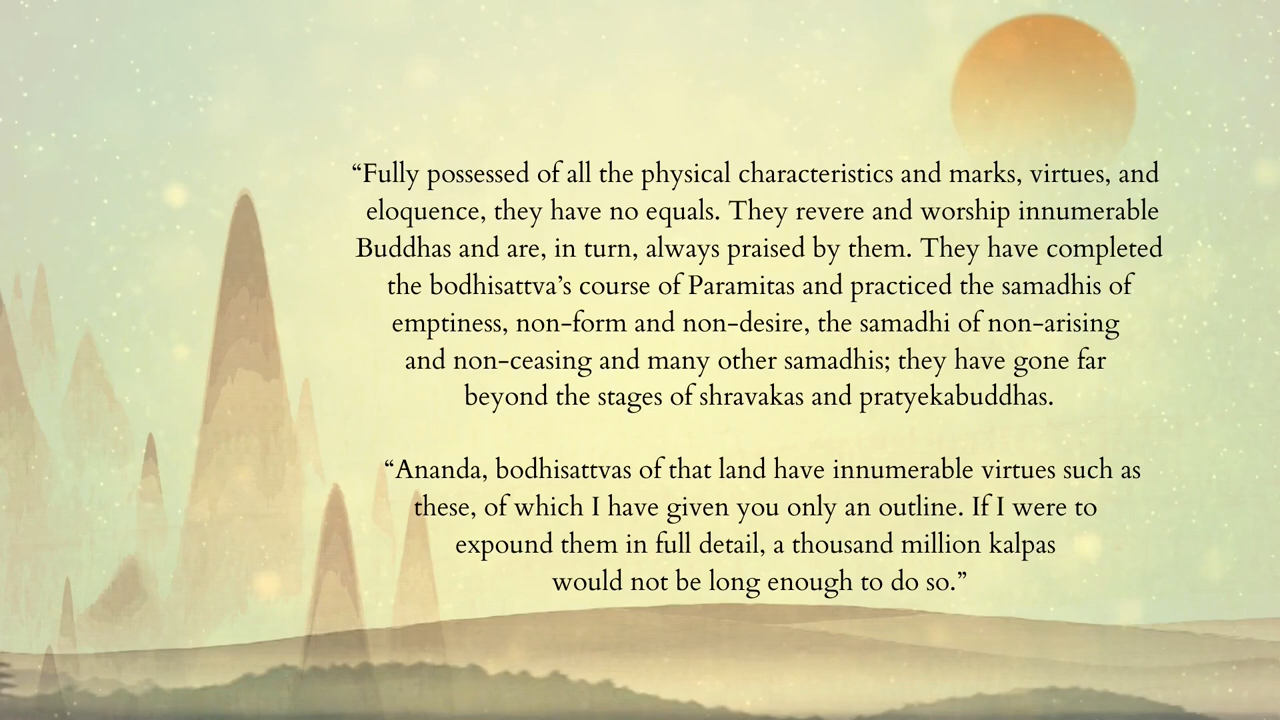 “Fully possessed of all the physical characteristics and marks, virtues, and
eloquence, they have no equals. They revere and worship innumerable
Buddhas and are, in turn, always praised by them. They have completed
the bodhisattva’s course of Paramitas and practiced the samadhis of
emptiness, non-form and non-desire, the samadhi of non-arising
and non-ceasing and many other samadhis; they have gone far
beyond the stages of shravakas and pratyekabuddhas.
“Ananda, bodhisattvas of that land have innumerable virtues such as
these, of which I have given you only an outline. If I were to
expound them in full detail, a thousand million kalpas
would not be long enough to do so.”